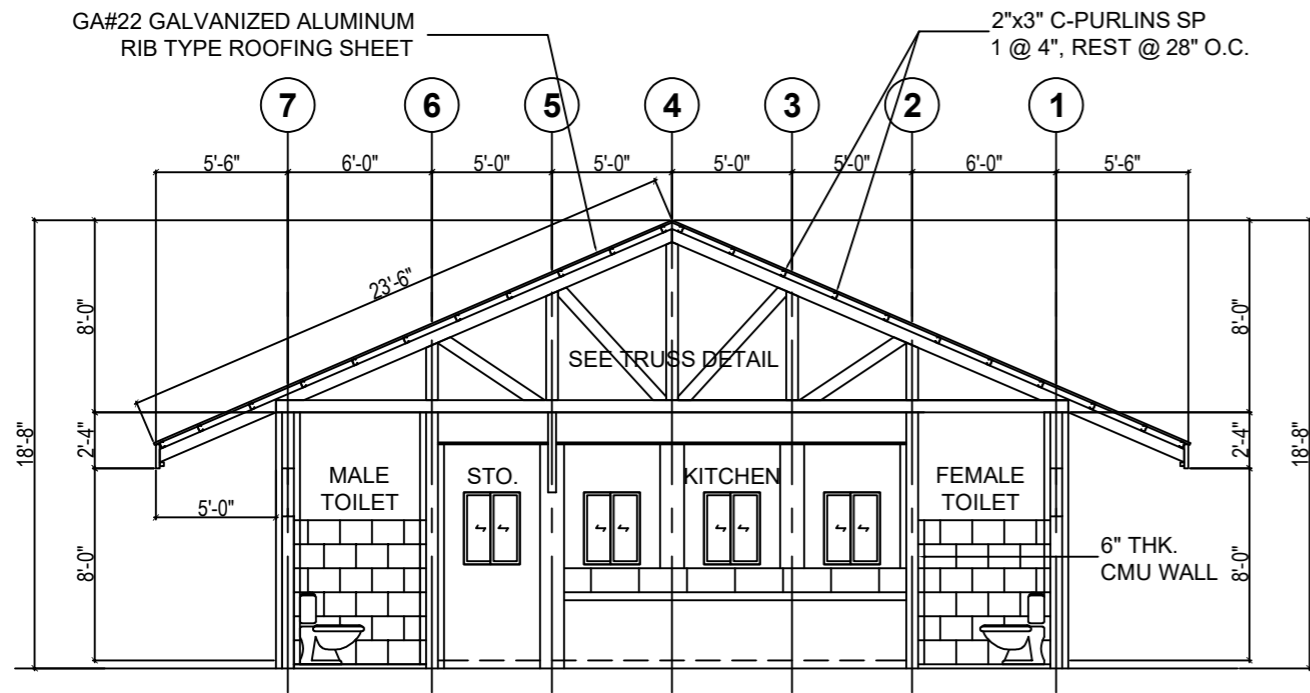 GA#22 GALVANIZED ALUMINUM
RIB TYPE ROOFING SHEET
2"x3" C-PURLINS SP
1 @ 4", REST @ 28" O.C.
7 6 5 4 3 2 1
5'-6" 6'-0" 5'-0" 5'-0" 5'-0" 5'-0" 6'-0" 5'-6"
23'-6"
8'-0"
8'-0"
SEE TRUSS DETAIL
18'-8"
2'-4"
2'-4"
18'-8"
MALE
TOILET
STO.
KITCHEN
FEMALE
TOILET
5'-0"
8'-0"
6" THK.
CMU WALL
8'-0"